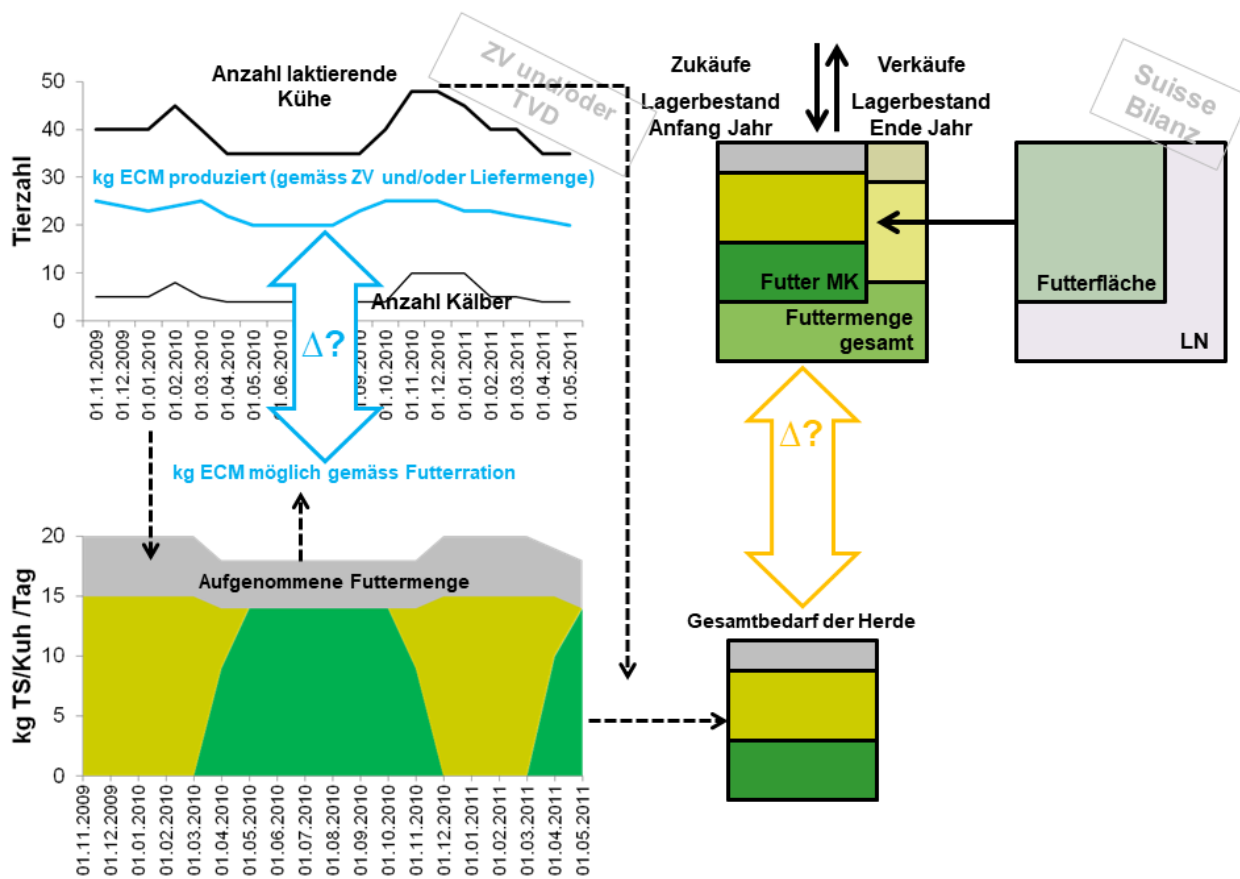 Anzahl laktierende
Kühe
ZV und/oder
TVD
Tierzahl
50
40
30
20
10
0
kg ECM produziert (gemäss ZV und/oder Liefermenge)
Anzahl Kälber
Δ?
01.11.2009
01.12.2009
01.01.2010
01.02.2010
01.03.2010
01.04.2010
01.05.2010
01.06.2010
.09.2010
01.10.2010
01.11.2010
01.12.2010
01.01.2011
01.02.2011
01.03.2011
01.04.2011
01.05.2011
kg ECM möglich gemäss Futterration
kg TS/Kuh /Tag
20
15
10
5
0
Aufgenommene Futtermenge
01.11.2009
01.12.2009
01.01.2010
01.02.2010
01.03.2010
01.04.2010
01.05.2010
01.06.2010
01.07.2010
01.08.2010
01.09.2010
01.10.2010
01.11.2010
01.12.2010
01.01.2011
01.02.2011
01.03.2011
01.04.2011
01.05.2011
Zukäufe
Lagerbestand
Anfang Jahr
Verkäufe
Lagerbestand
Ende Jahr
Suisse
Bilanz
Futter MK
Futtermenge
gesamt
Futterfläche
LN
Δ?
Gesamtbedarf der Herde